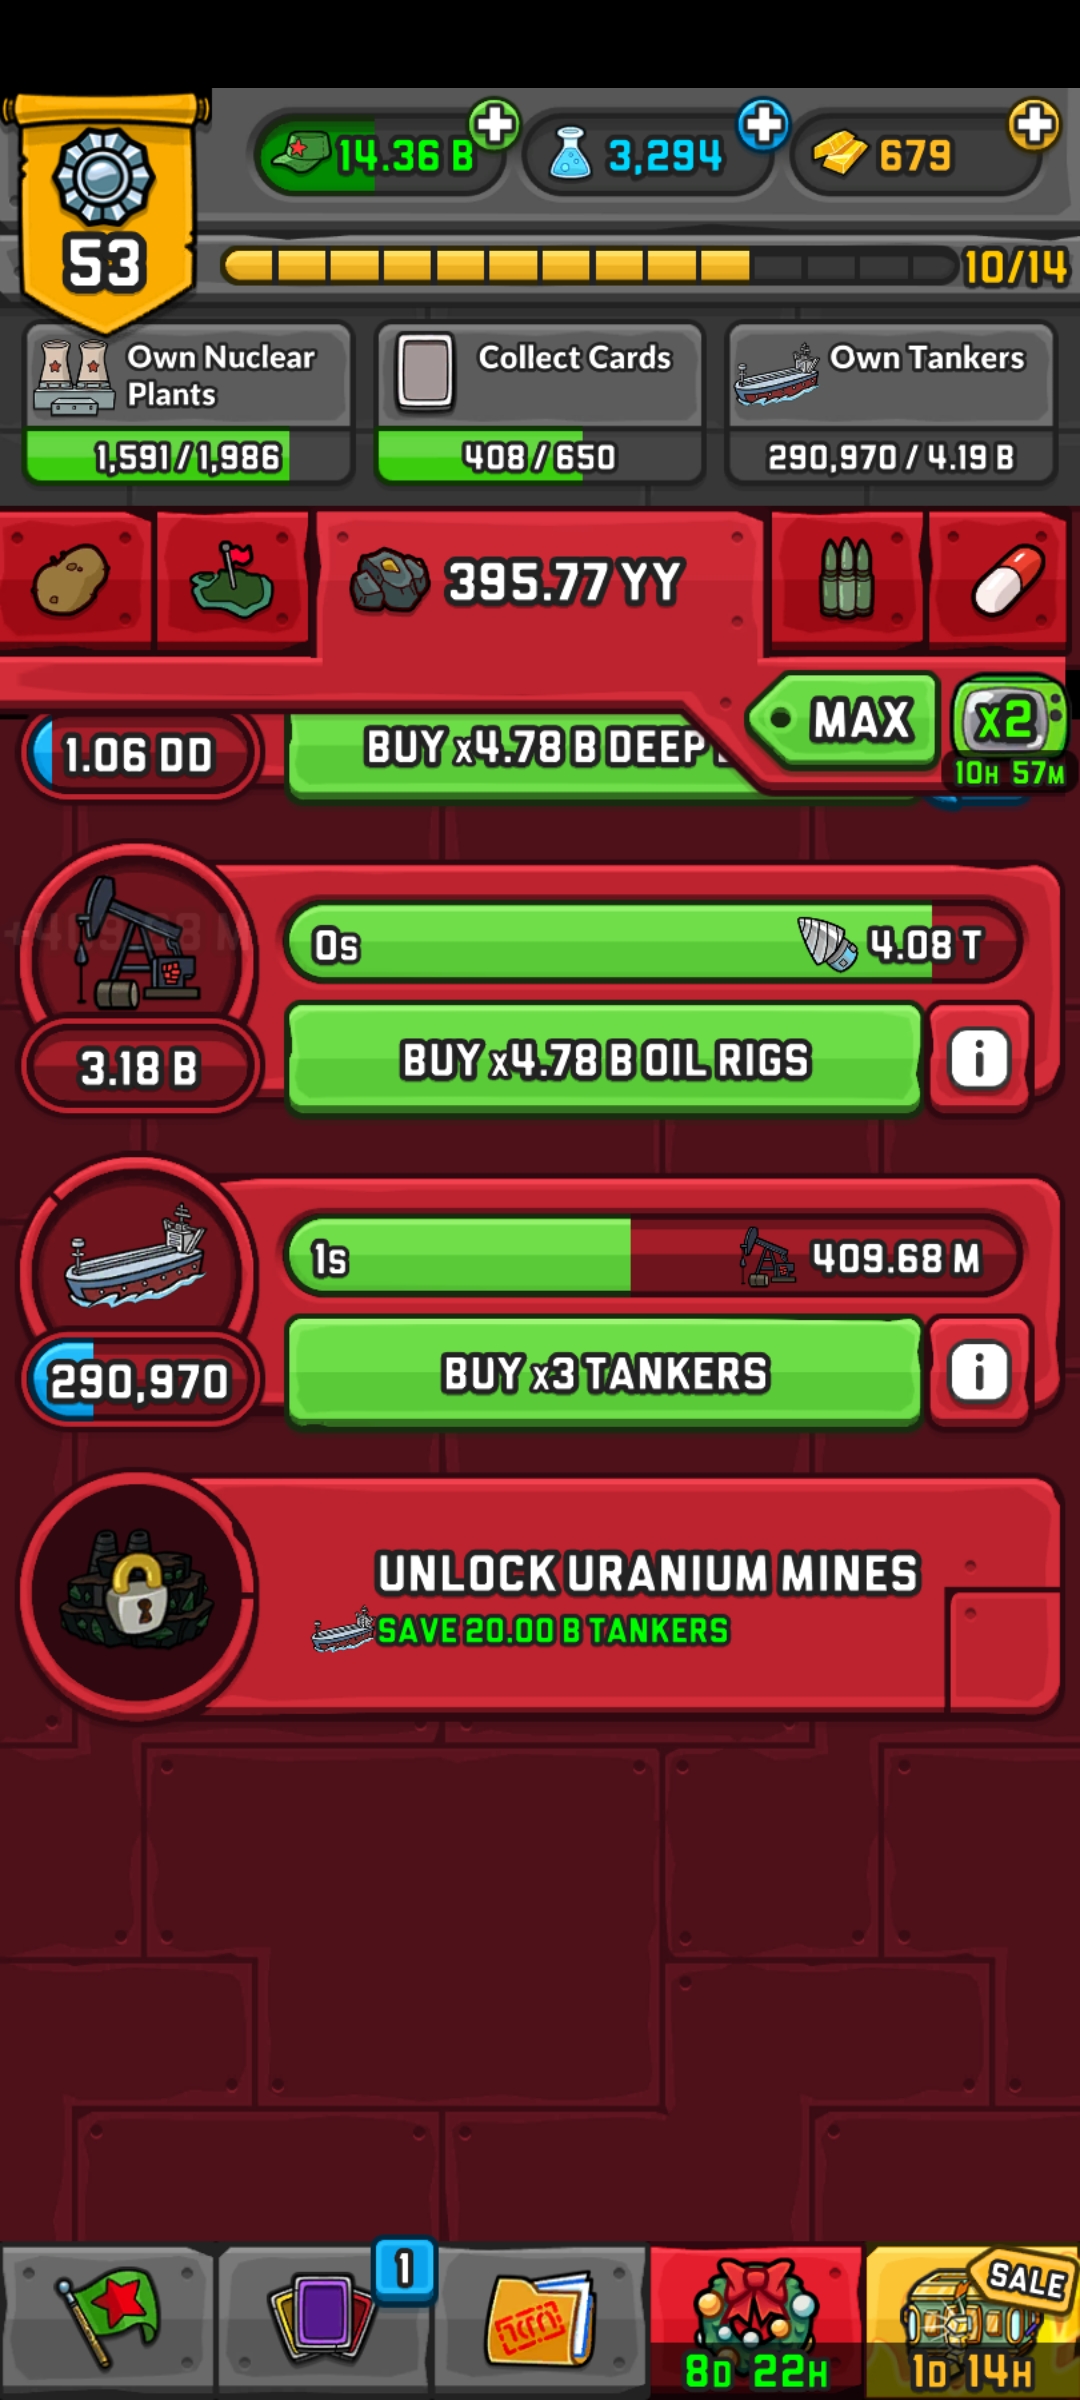 14.36 B
3,294
679
53
10/14
Own Nuclear
Plants
1,591/1,986
Collect Cards
408/650
Own Tankers
290,970/4.19 B
395.77 YY
MAX
x2
10H 57M
1.06 DD
BUY x4.78 B DEEP
0s
4.08 T
3.18 B
BUY x4.78 B OIL RIGS
i
1s
409.68 M
290,970
BUY x3 TANKERS
i
UNLOCK URANIUM MINES
SAVE 20.00 B TANKERS
1
SALE
8D 22H
1D 14H